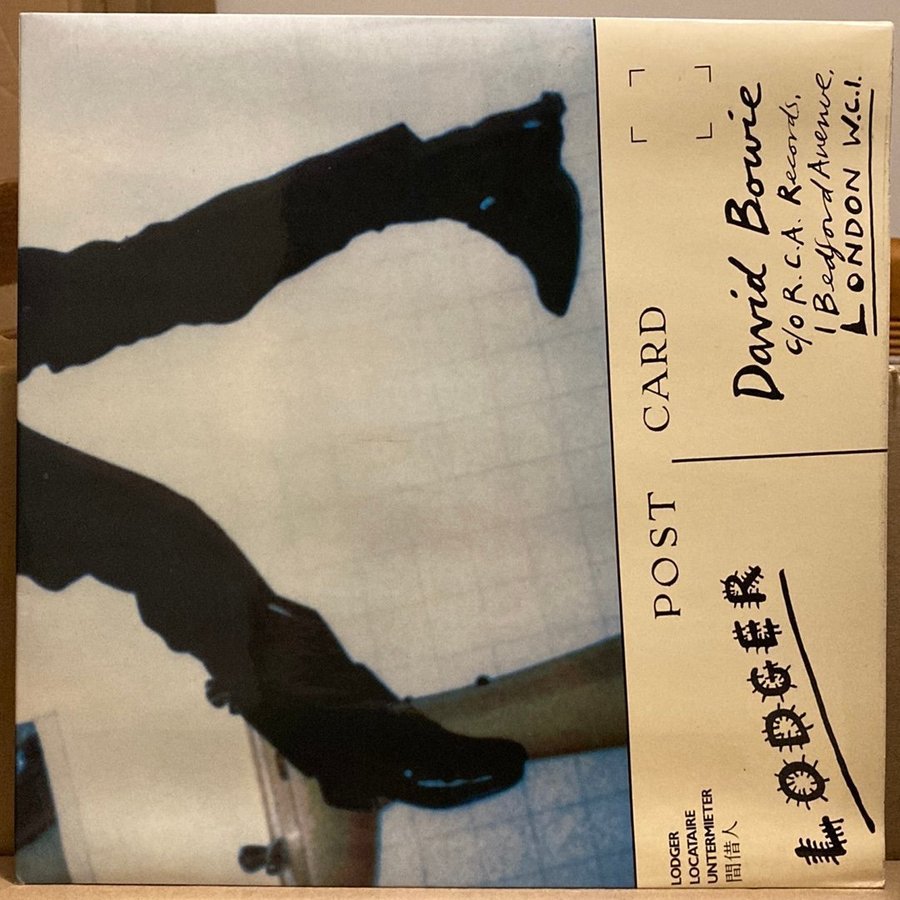 POST CARD
LODGER
David Bowie
c/o R.C.A. Records,
1 Bedford Avenue,
LONDON W.C.1.
LODGER
LOCATAIRE
UNTERMIETER
間借人